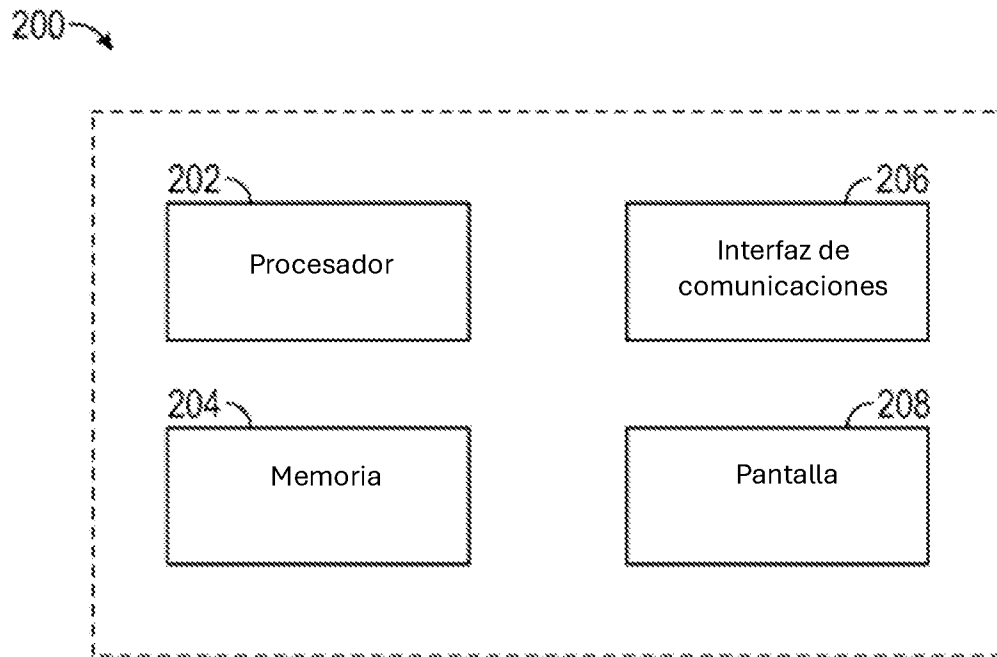 200
202
Procesador
206
Interfaz de
comunicaciones
204
Memoria
208
Pantalla